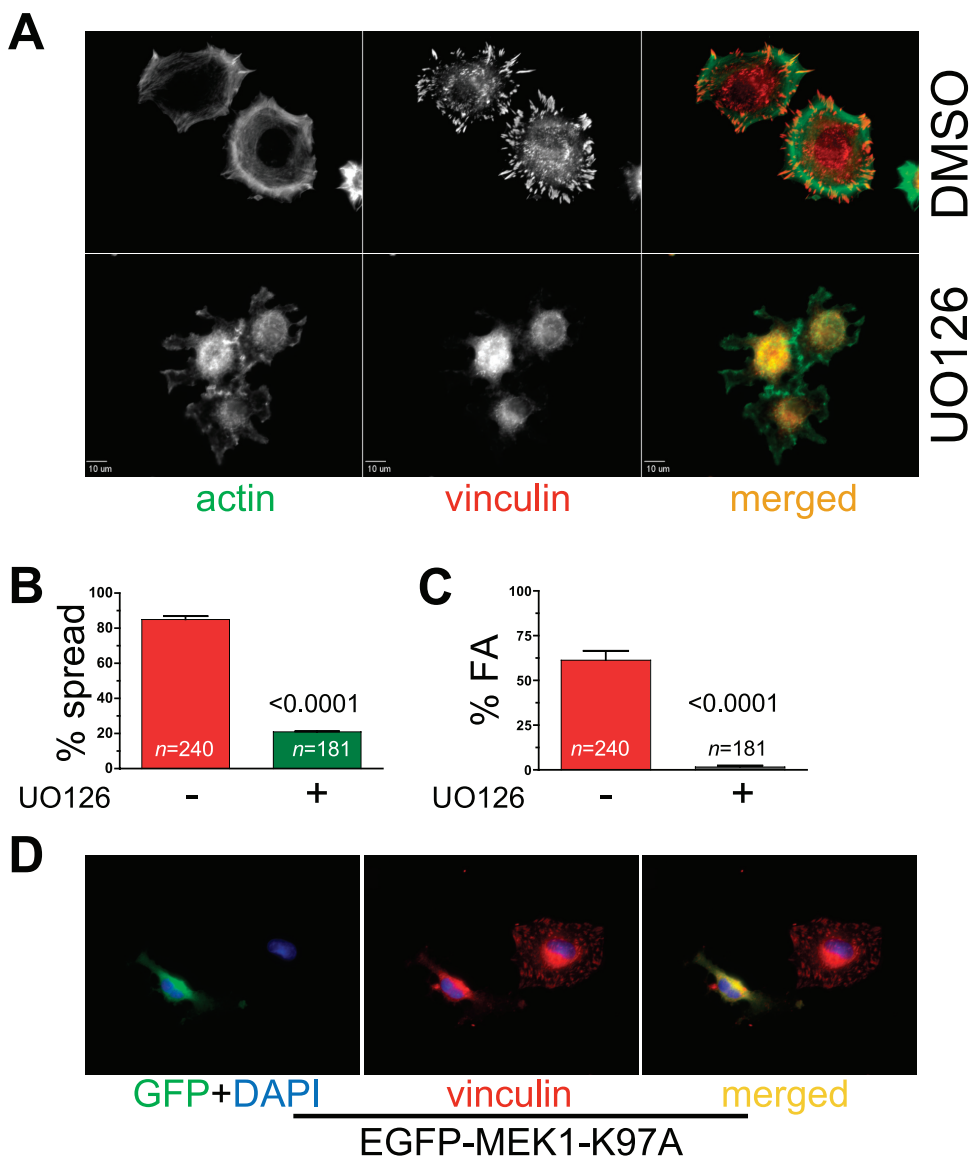 A
DMSO
UO126
10 um
10 um
actin vinculin merged
B
% spread
100
80
60
40
20
0
<0.0001
n=240 n=181
UO126 - +
C
% FA
100
75
50
25
0
<0.0001
n=240 n=181
UO126 - +
D
GFP+DAPI vinculin merged
EGFP-MEK1-K97A